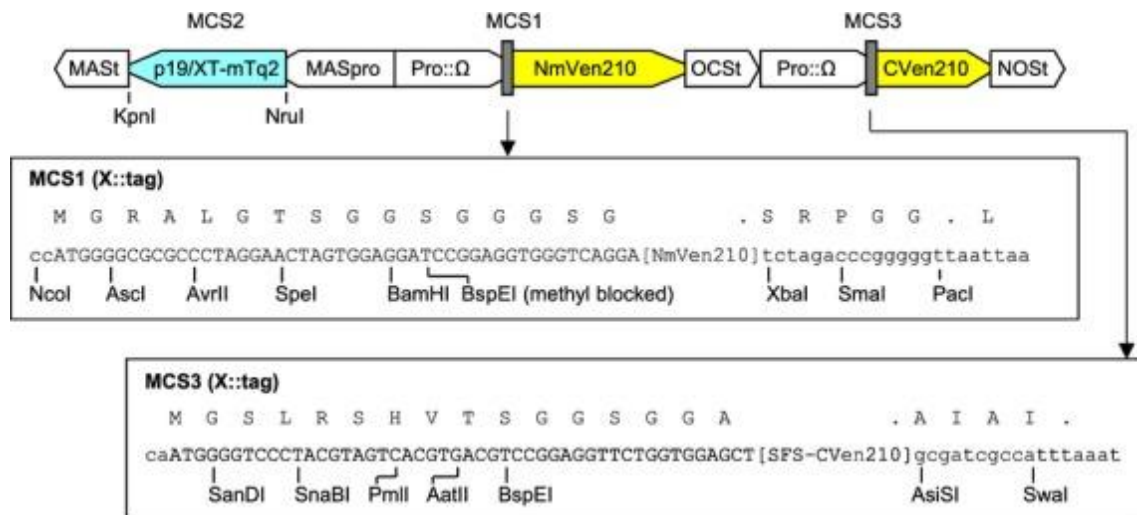 MCS2 MCS1 MCS3
MASt p19/XT-mTq2 MASpro Pro::Ω NmVen210 OCSt Pro::Ω CVen210 NOSt
KpnI NruI
MCS1 (X::tag)
M G R A L G T S G G S G G G S G . S R P G G . L
ccATGGGGCGCGCCCTAGGAACTAGTGGAGGATCCGGAGGTGGGTCAGGA[NmVen210]tctagacccgggggttaattaa
NcoI AscI AvrII SpeI BamHI BspEI (methyl blocked) XbaI SmaI PacI
MCS3 (X::tag)
M G S L R S H V T S G G S G G A . A I A I .
caATGGGGTCCCTACGTAGTCACGTGACGTCCGGAGGTTCTGGTGGAGCT[SFS-CVen210]gcgatcgccatttaaat
SanDI SnaBI PmlI AatII BspEI AsiSI SwaI